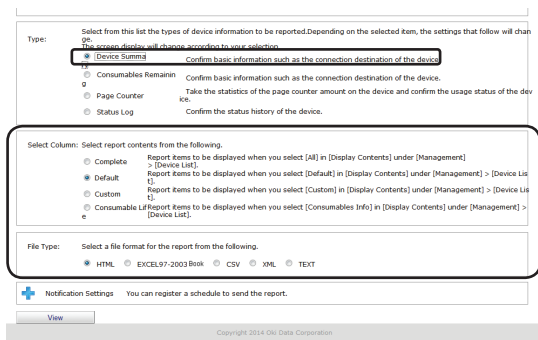 Type:
Select from this list the types of device information to be reported.Depending on the selected item, the settings that follow will chan
ge.
The screen display will change according to your selection.
Device Summa
ry
Confirm basic information such as the connection destination of the device.
Consumables Remainin
g
Confirm basic information such as the connection destination of the device.
Page Counter
Take the statistics of the page counter amount on the device and confirm the usage status of the dev
ice.
Status Log
Confirm the status history of the device.
Select Column:
Select report contents from the following.
Complete
Report items to be displayed when you select [All] in [Display Contents] under [Management]
> [Device List].
Default
Report items to be displayed when you select [Default] in [Display Contents] under [Management] > [Device Lis
t].
Custom
Report items to be displayed when you select [Custom] in [Display Contents] under [Management] > [Device Lis
t].
Consumable Lif
e
Report items to be displayed when you select [Consumables Info] in [Display Contents] under [Management] >
[Device List].
File Type:
Select a file format for the report from the following.
HTML EXCEL97-2003 Book CSV XML TEXT
Notification Settings You can register a schedule to send the report.
View
Copyright 2014 Oki Data Corporation